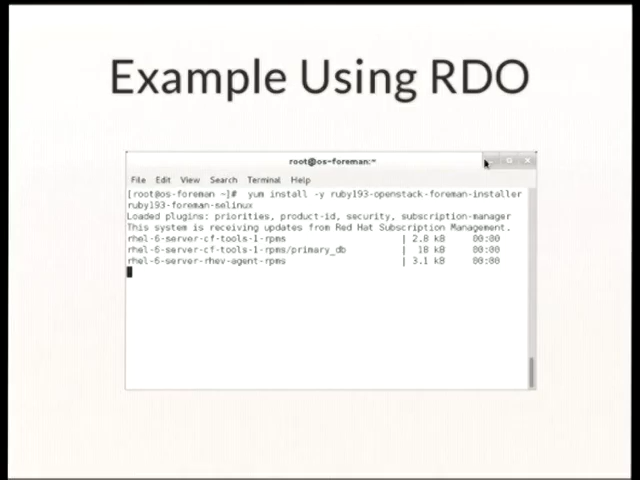 Example Using RDO
root@os-foreman:~
File Edit View Search Terminal Help
[root@os-foreman ~]# yum install -y ruby193-openstack-foreman-installer
ruby193-foreman-selinux
Loaded plugins: priorities, product-id, security, subscription-manager
This system is receiving updates from Red Hat Subscription Management.
rhel-6-server-cf-tools-1-rpms | 2.8 kB 00:00
rhel-6-server-cf-tools-1-rpms/primary_db | 18 kB 00:00
rhel-6-server-rhev-agent-rpms | 3.1 kB 00:00